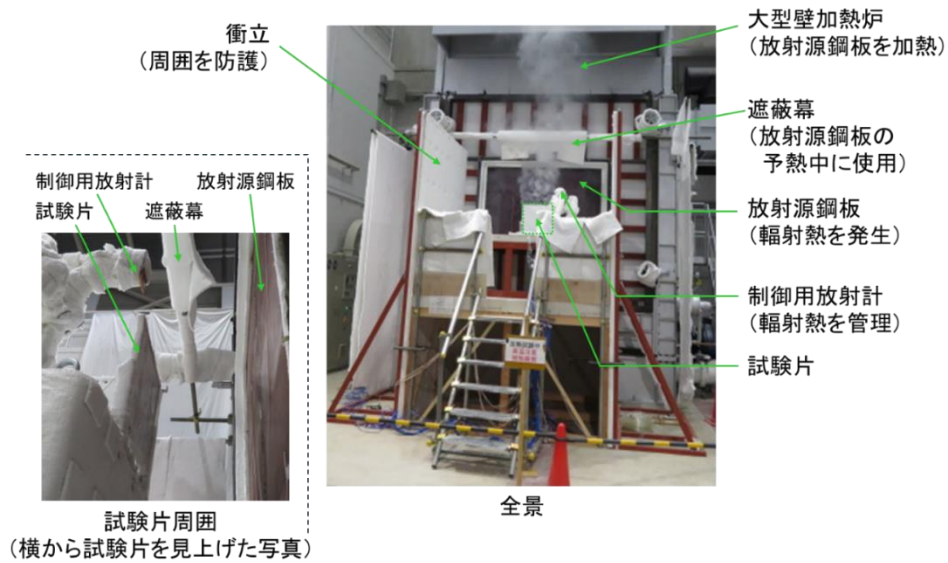 衝立
(周囲を防護)
大型壁加熱炉
(放射源鋼板を加熱)
遮蔽幕
(放射源鋼板の
予熱中に使用)
放射源鋼板
(輻射熱を発生)
制御用放射計
(輻射熱を管理)
試験片
全景
制御用放射計
放射源鋼板
試験片
遮蔽幕
試験片周囲
(横から試験片を見上げた写真)